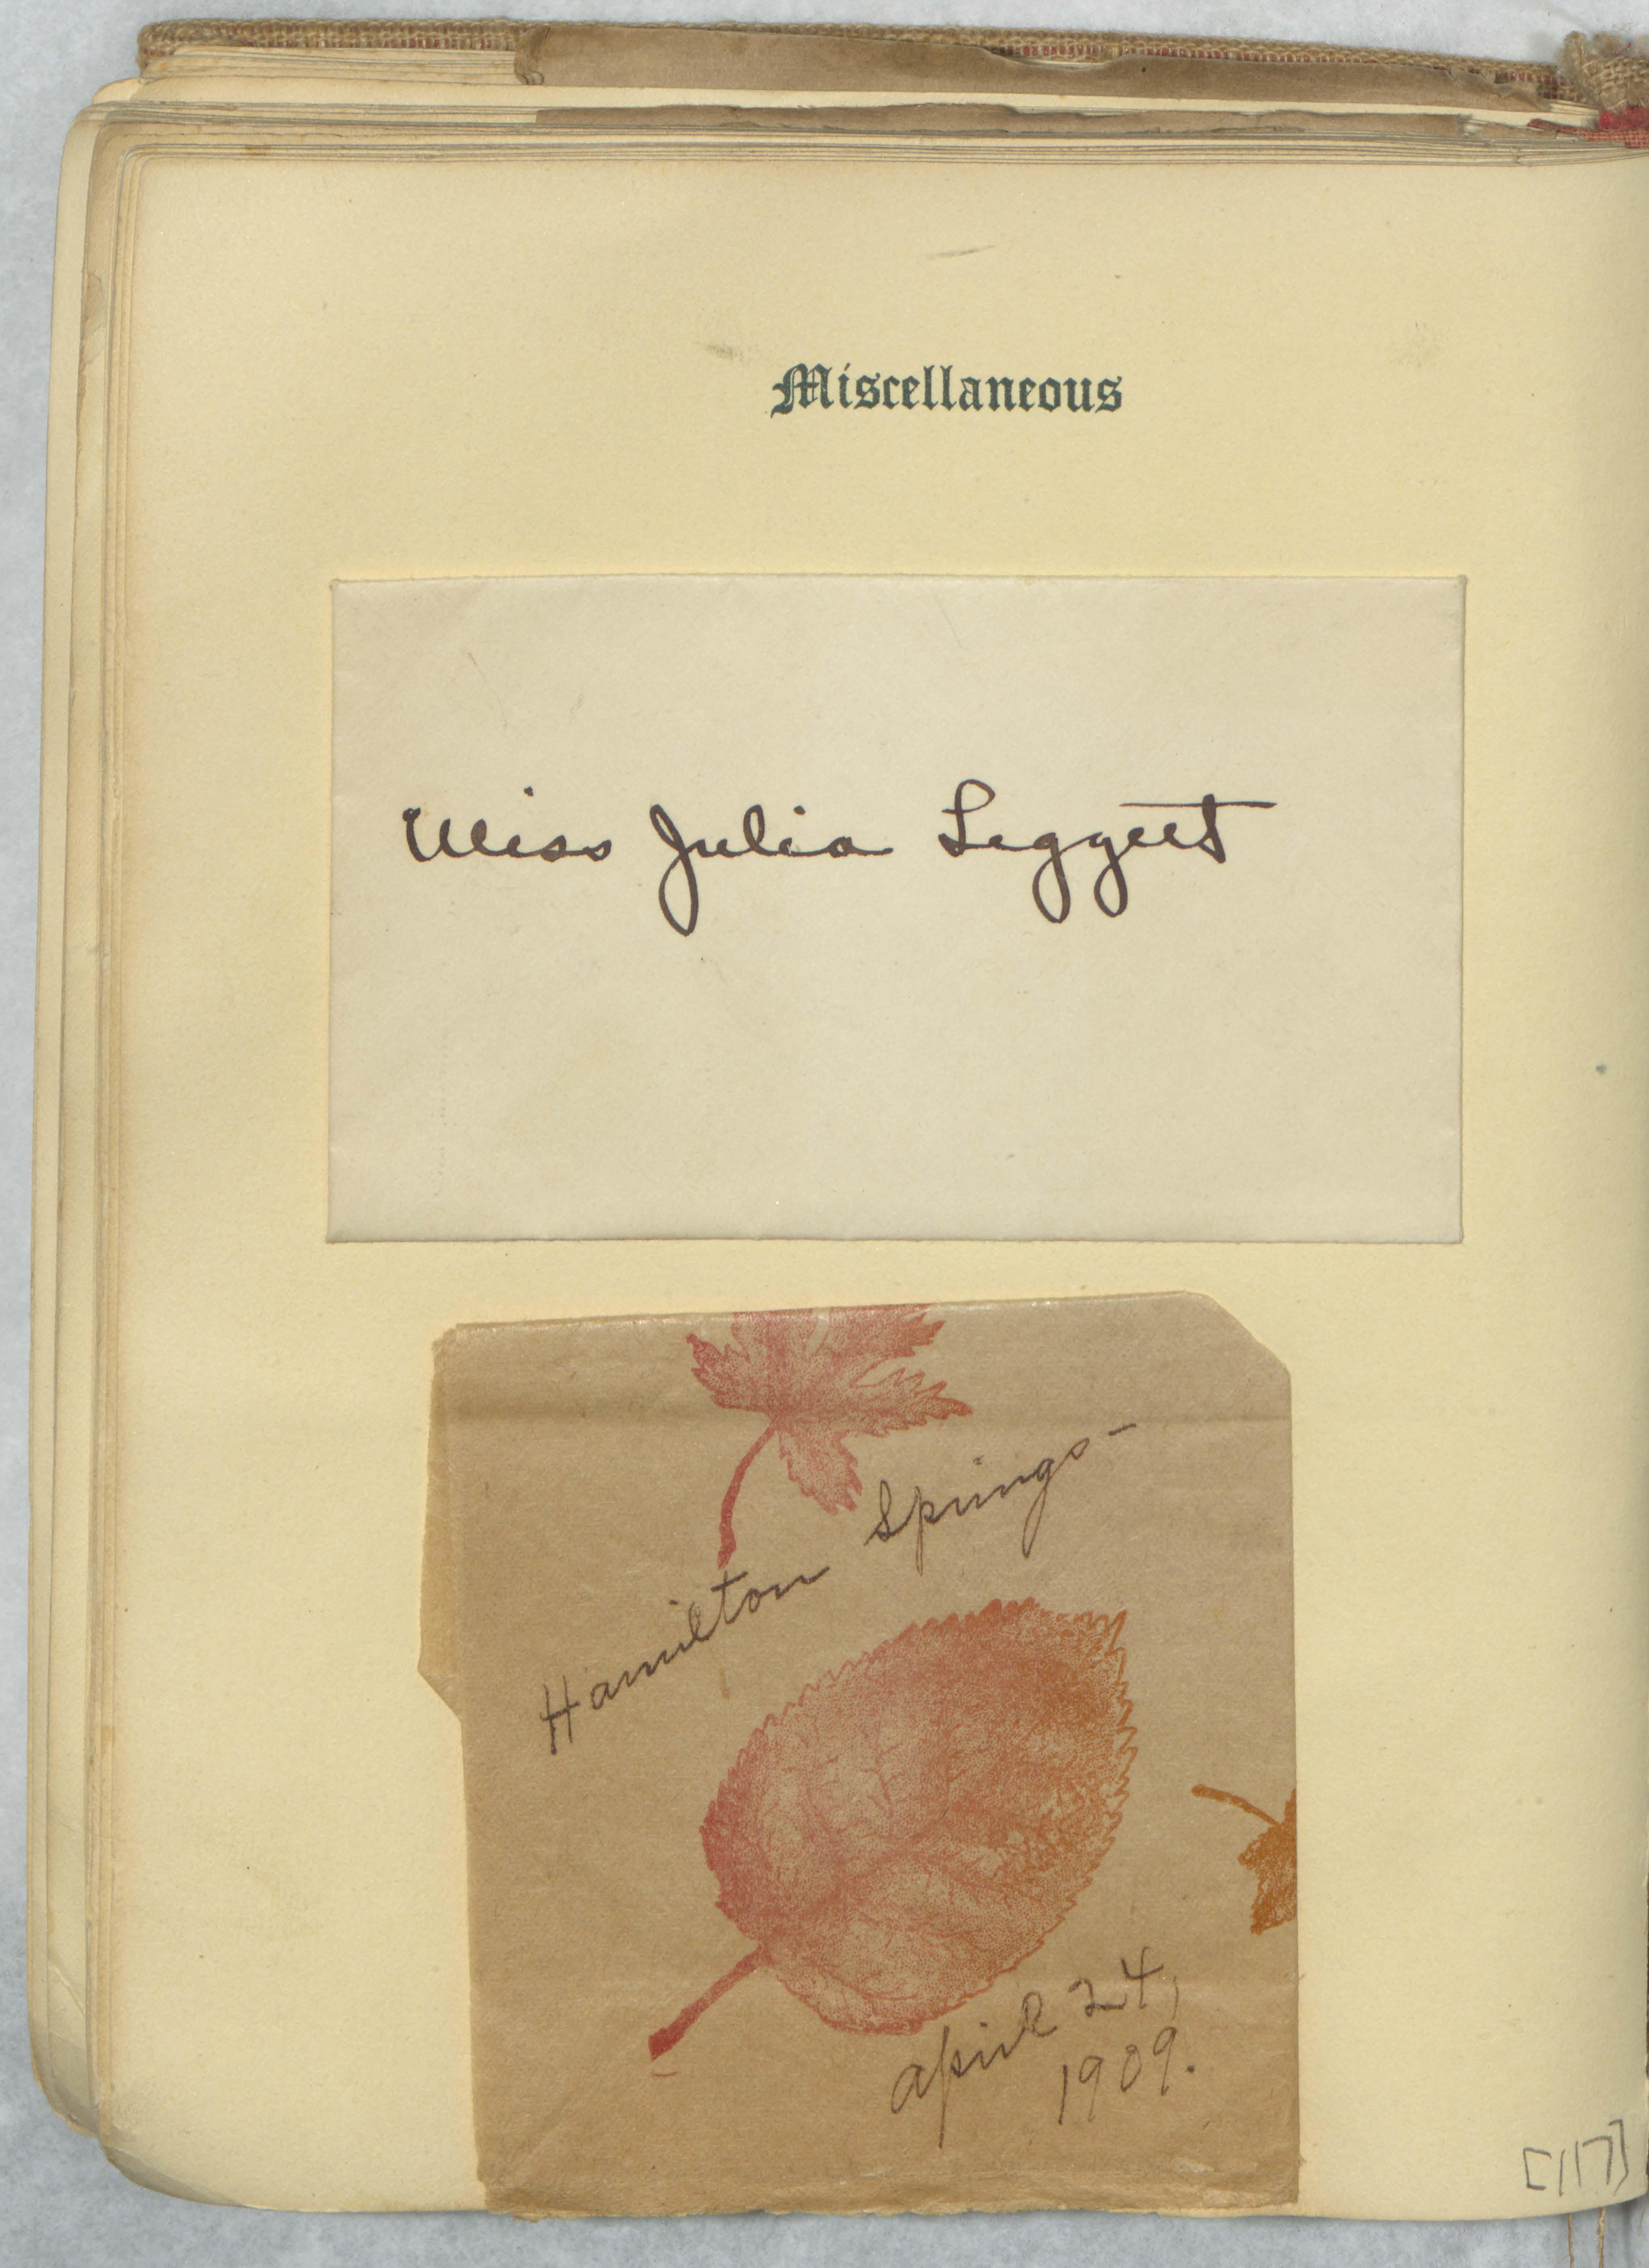 Miscellaneous
Miss Julia Leggett
Hamilton Springs-
April 24,
1909.
[117]